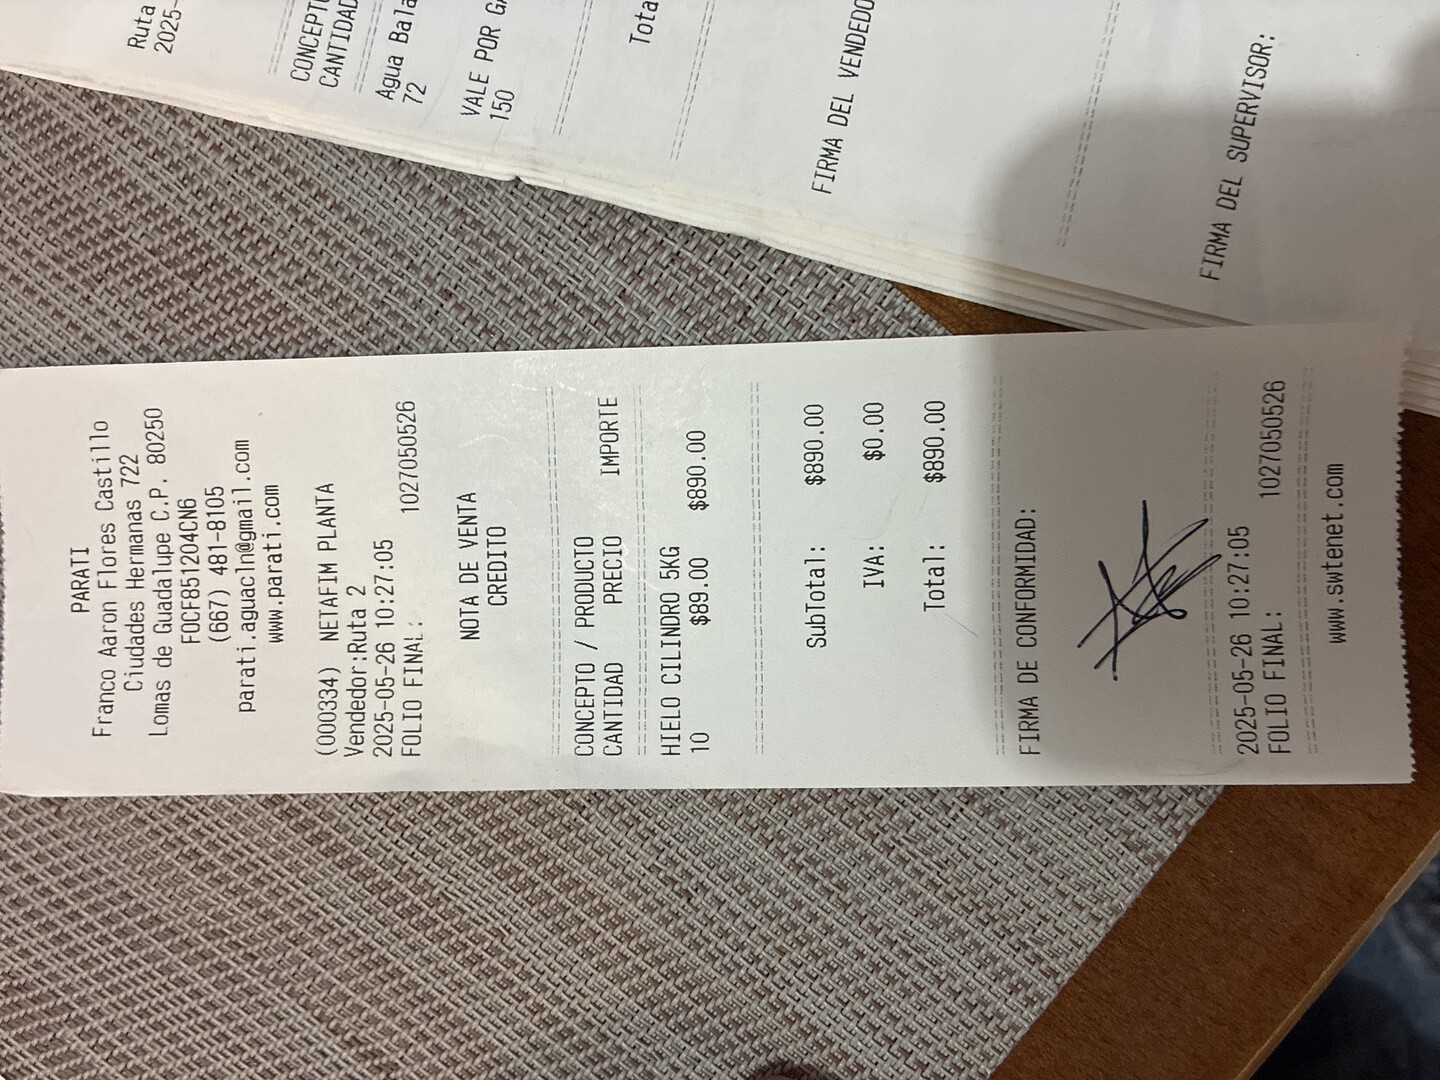 PARATI
Franco Aaron Flores Castillo
Ciudades Hermanas 722
Lomas de Guadalupe C.P. 80250
FOCF851204CN6
(667) 481-8105
parati.aguacln@gmail.com
www.parati.com
(000334) NETAFIM PLANTA
Vendedor:Ruta 2
2025-05-26 10:27:05
FOLIO FINAL: 1027050526
NOTA DE VENTA
CREDITO
CONCEPTO / PRODUCTO
CANTIDAD PRECIO IMPORTE
HIELO CILINDRO 5KG
10 $89.00 $890.00
SubTotal: $890.00
IVA: $0.00
Total: $890.00
FIRMA DE CONFORMIDAD:
2025-05-26 10:27:05
FOLIO FINAL: 1027050526
www.swtenet.com
Ruta
2025-
CONCEPT
CANTIDAD
Agua Bala
72
VALE POR GA
150
Tota
FIRMA DEL VENDEDO
FIRMA DEL SUPERVISOR: